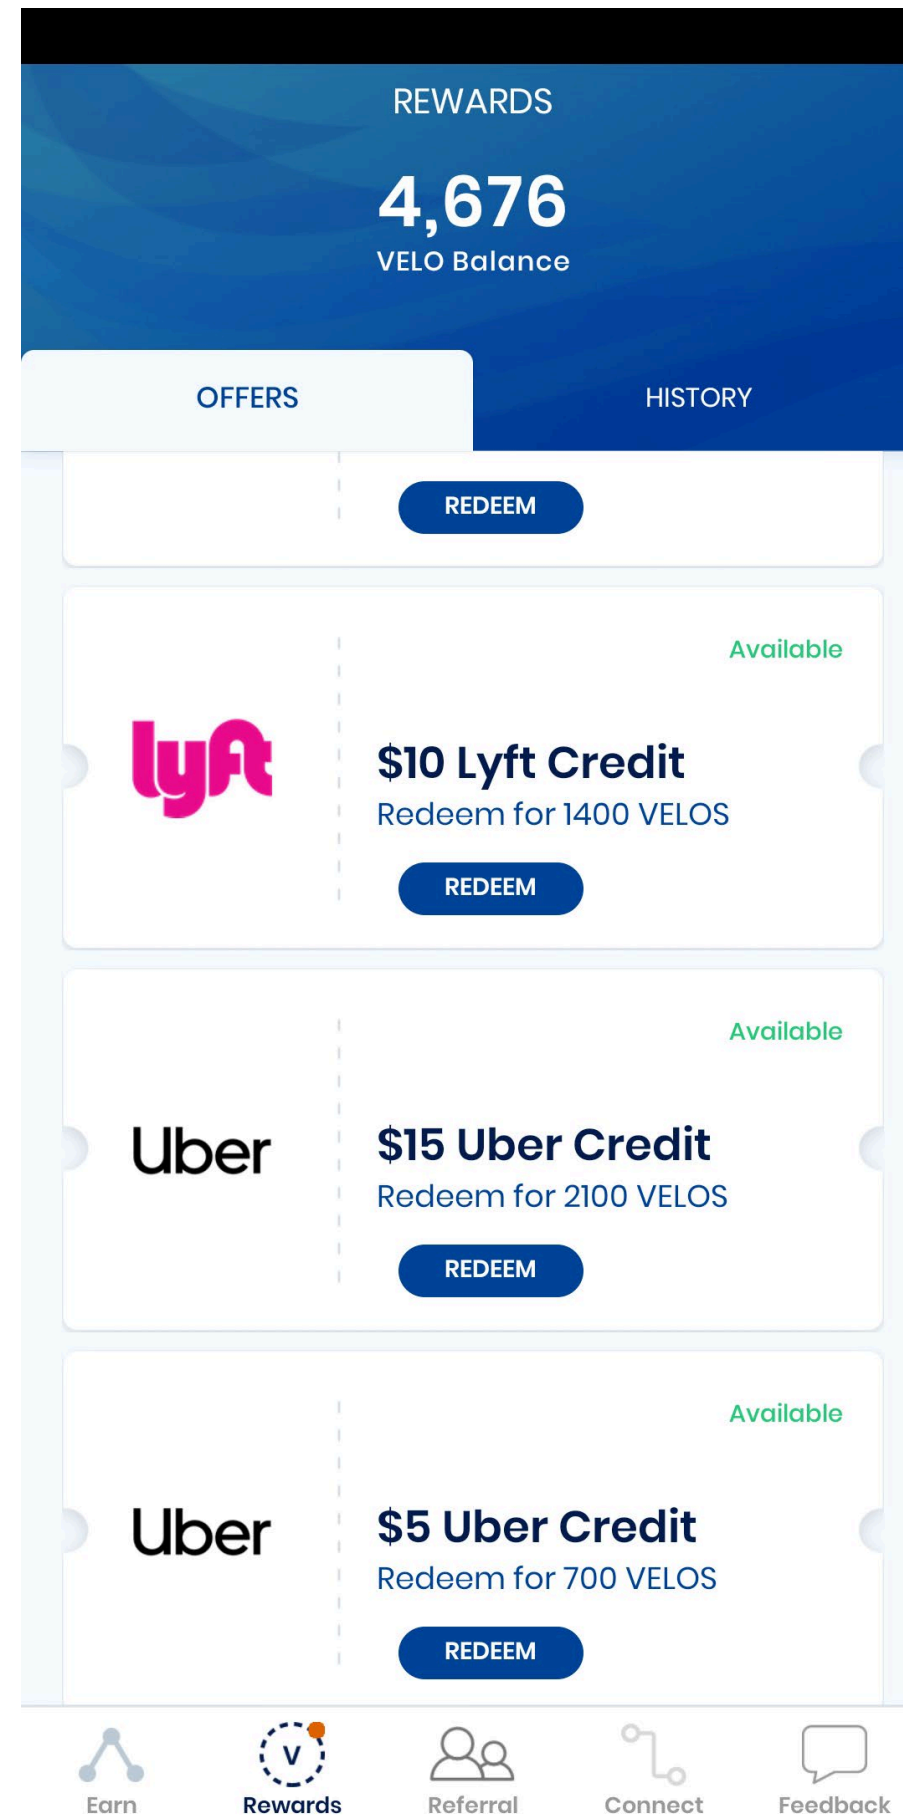 REWARDS
4,676
VELO Balance
OFFERS
HISTORY
REDEEM
Available
lyft
$10 Lyft Credit
Redeem for 1400 VELOS
REDEEM
Available
Uber
$15 Uber Credit
Redeem for 2100 VELOS
REDEEM
Available
Uber
$5 Uber Credit
Redeem for 700 VELOS
REDEEM
V
Earn
Rewards
Referral
Connect
Feedback